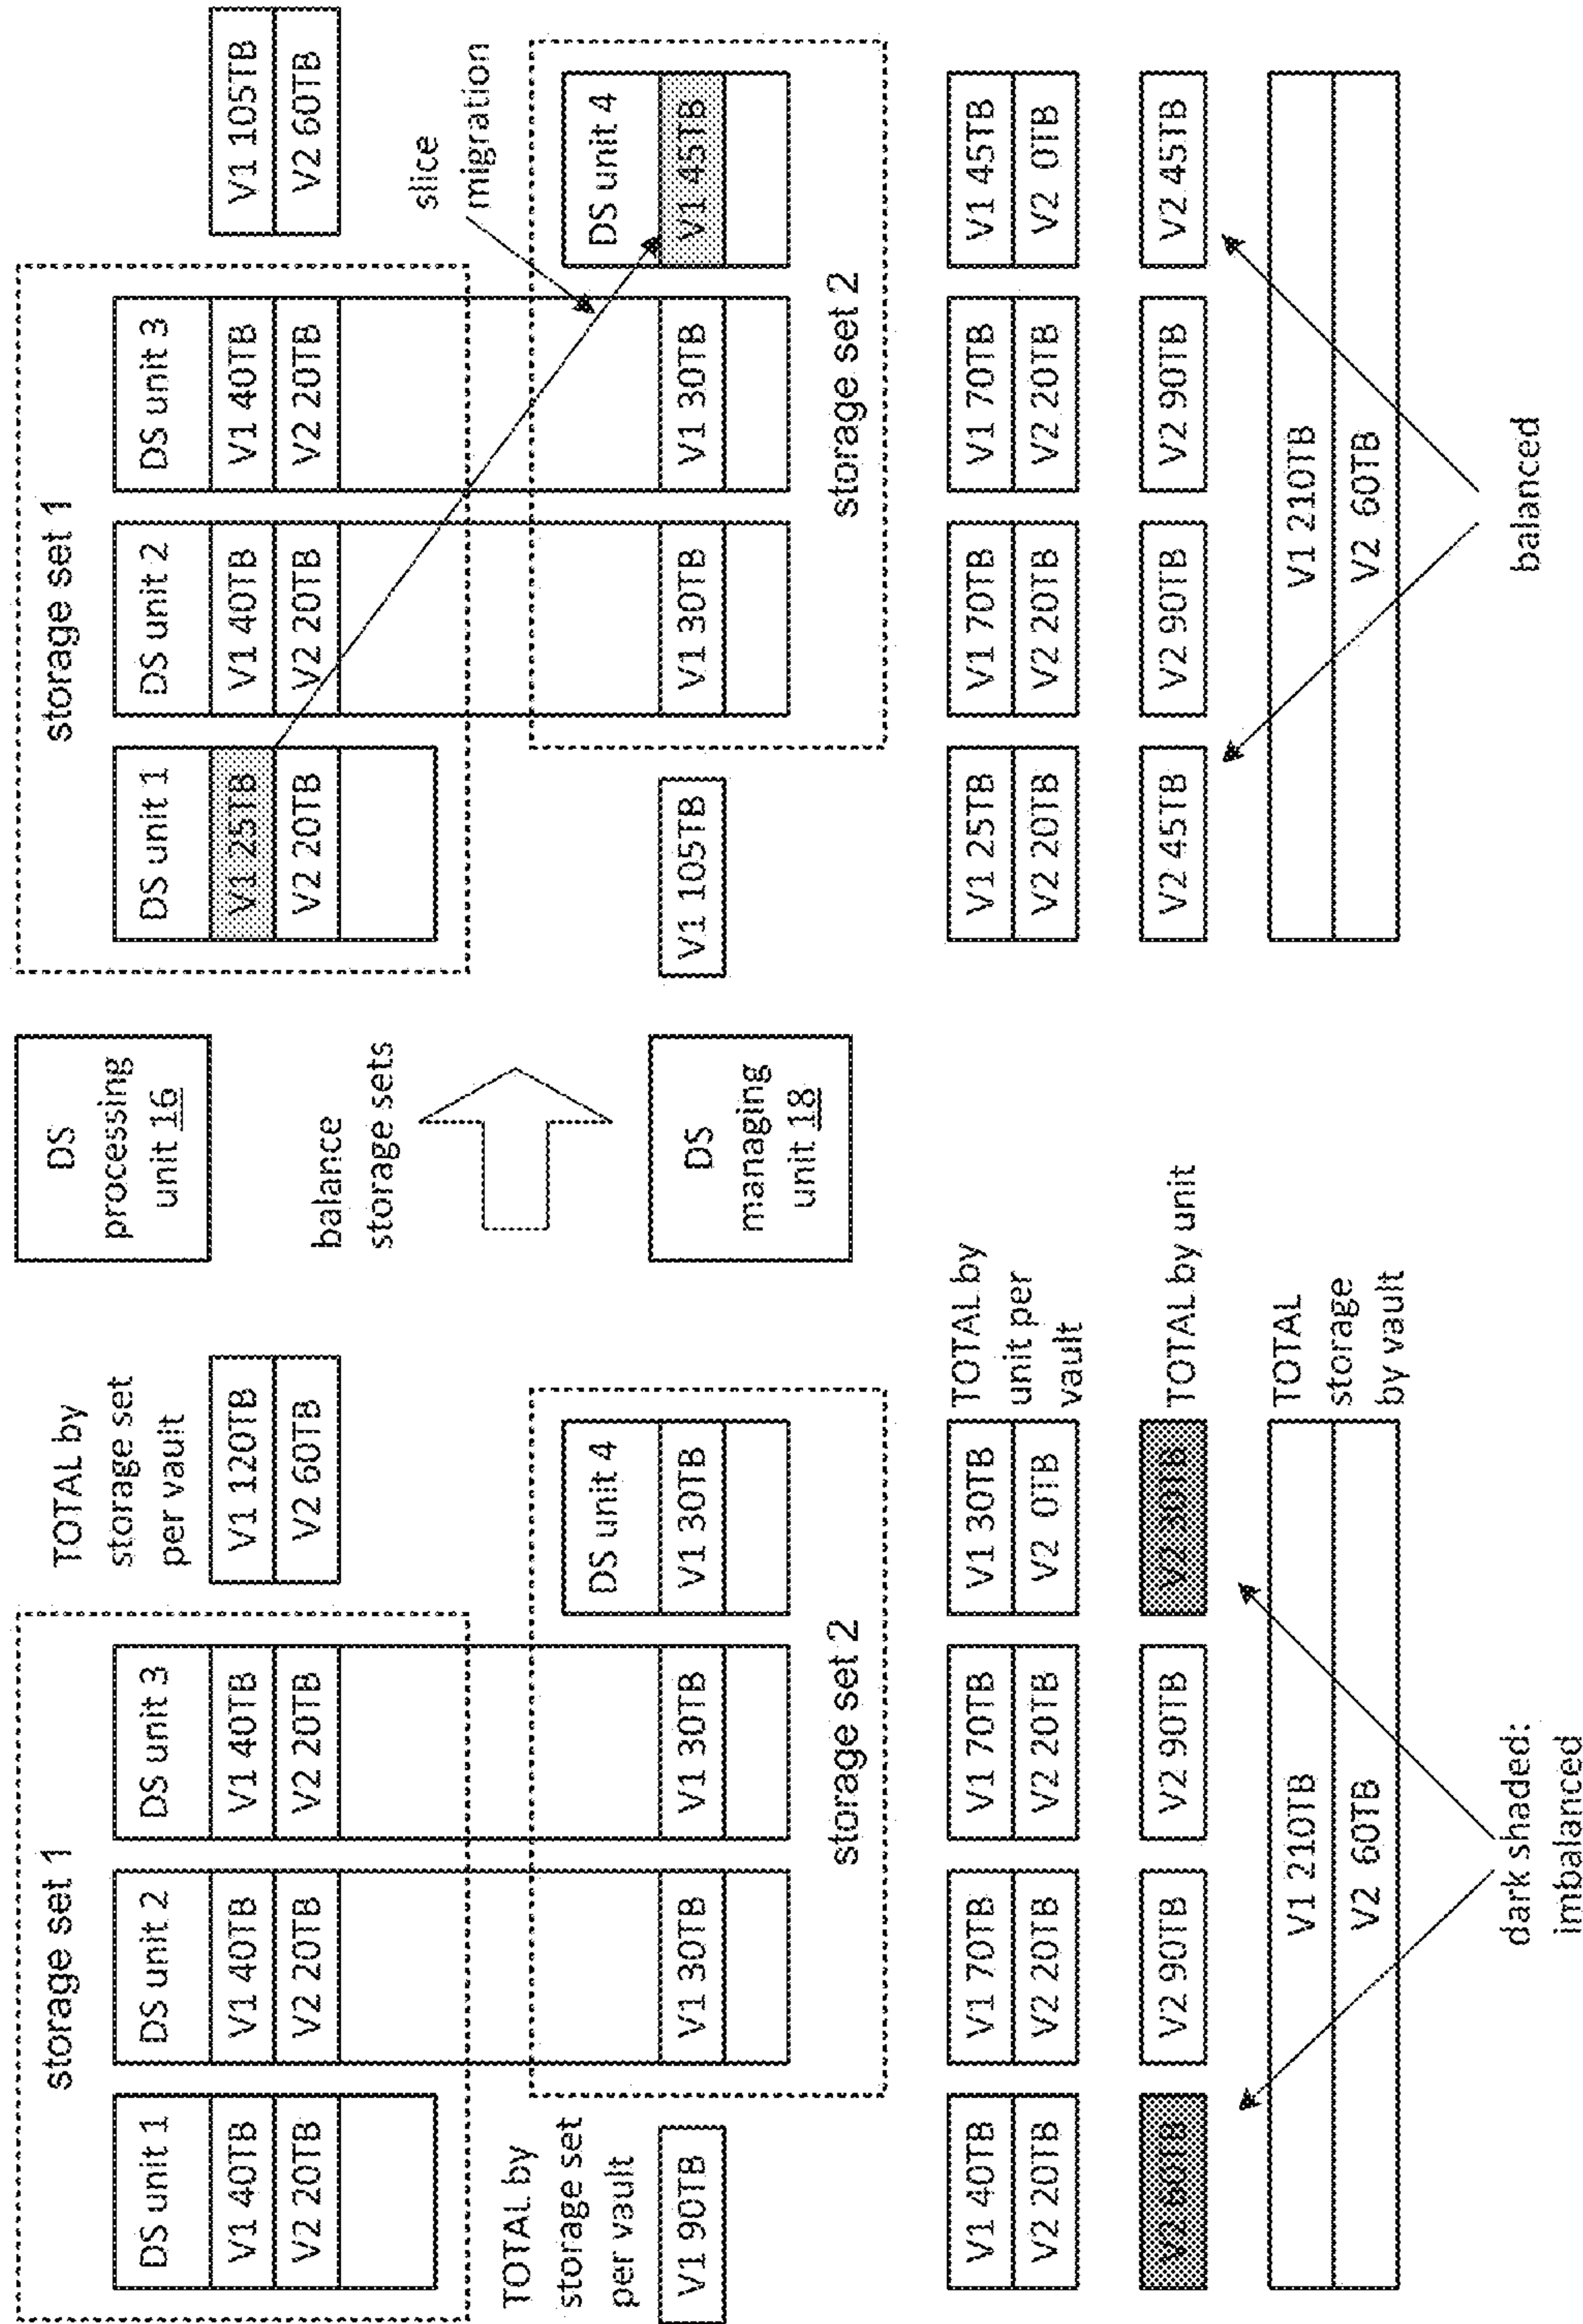 storage set 1
DS unit 1
V1 40TB
V2 20TB
DS unit 2
V1 40TB
V2 20TB
DS unit 3
V1 40TB
V2 20TB
TOTAL by
storage set
per vault
V1 120TB
V2 60TB
TOTAL by
storage set
per vault
V1 90TB
V1 30TB
V1 30TB
DS unit 4
V1 30TB
storage set 2
V1 40TB
V2 20TB
V1 70TB
V2 20TB
V1 70TB
V2 20TB
V1 30TB
V2 0TB
TOTAL by
unit per
vault
V2 90TB
V2 90TB
V2 30TB
TOTAL by unit
V1 210TB
V2 60TB
TOTAL
storage
by vault
dark shaded:
imbalanced
DS
processing
unit 16
balance
storage sets
DS
managing
unit 18
storage set 1
DS unit 1
V1 25TB
V2 20TB
DS unit 2
V1 40TB
V2 20TB
DS unit 3
V1 40TB
V2 20TB
V1 105TB
V2 60TB
slice
migration
V1 105TB
V1 30TB
V1 30TB
DS unit 4
V1 45TB
storage set 2
V1 25TB
V2 20TB
V1 70TB
V2 20TB
V1 70TB
V2 20TB
V1 45TB
V2 0TB
V2 45TB
V2 90TB
V2 90TB
V2 45TB
V1 210TB
V2 60TB
balanced